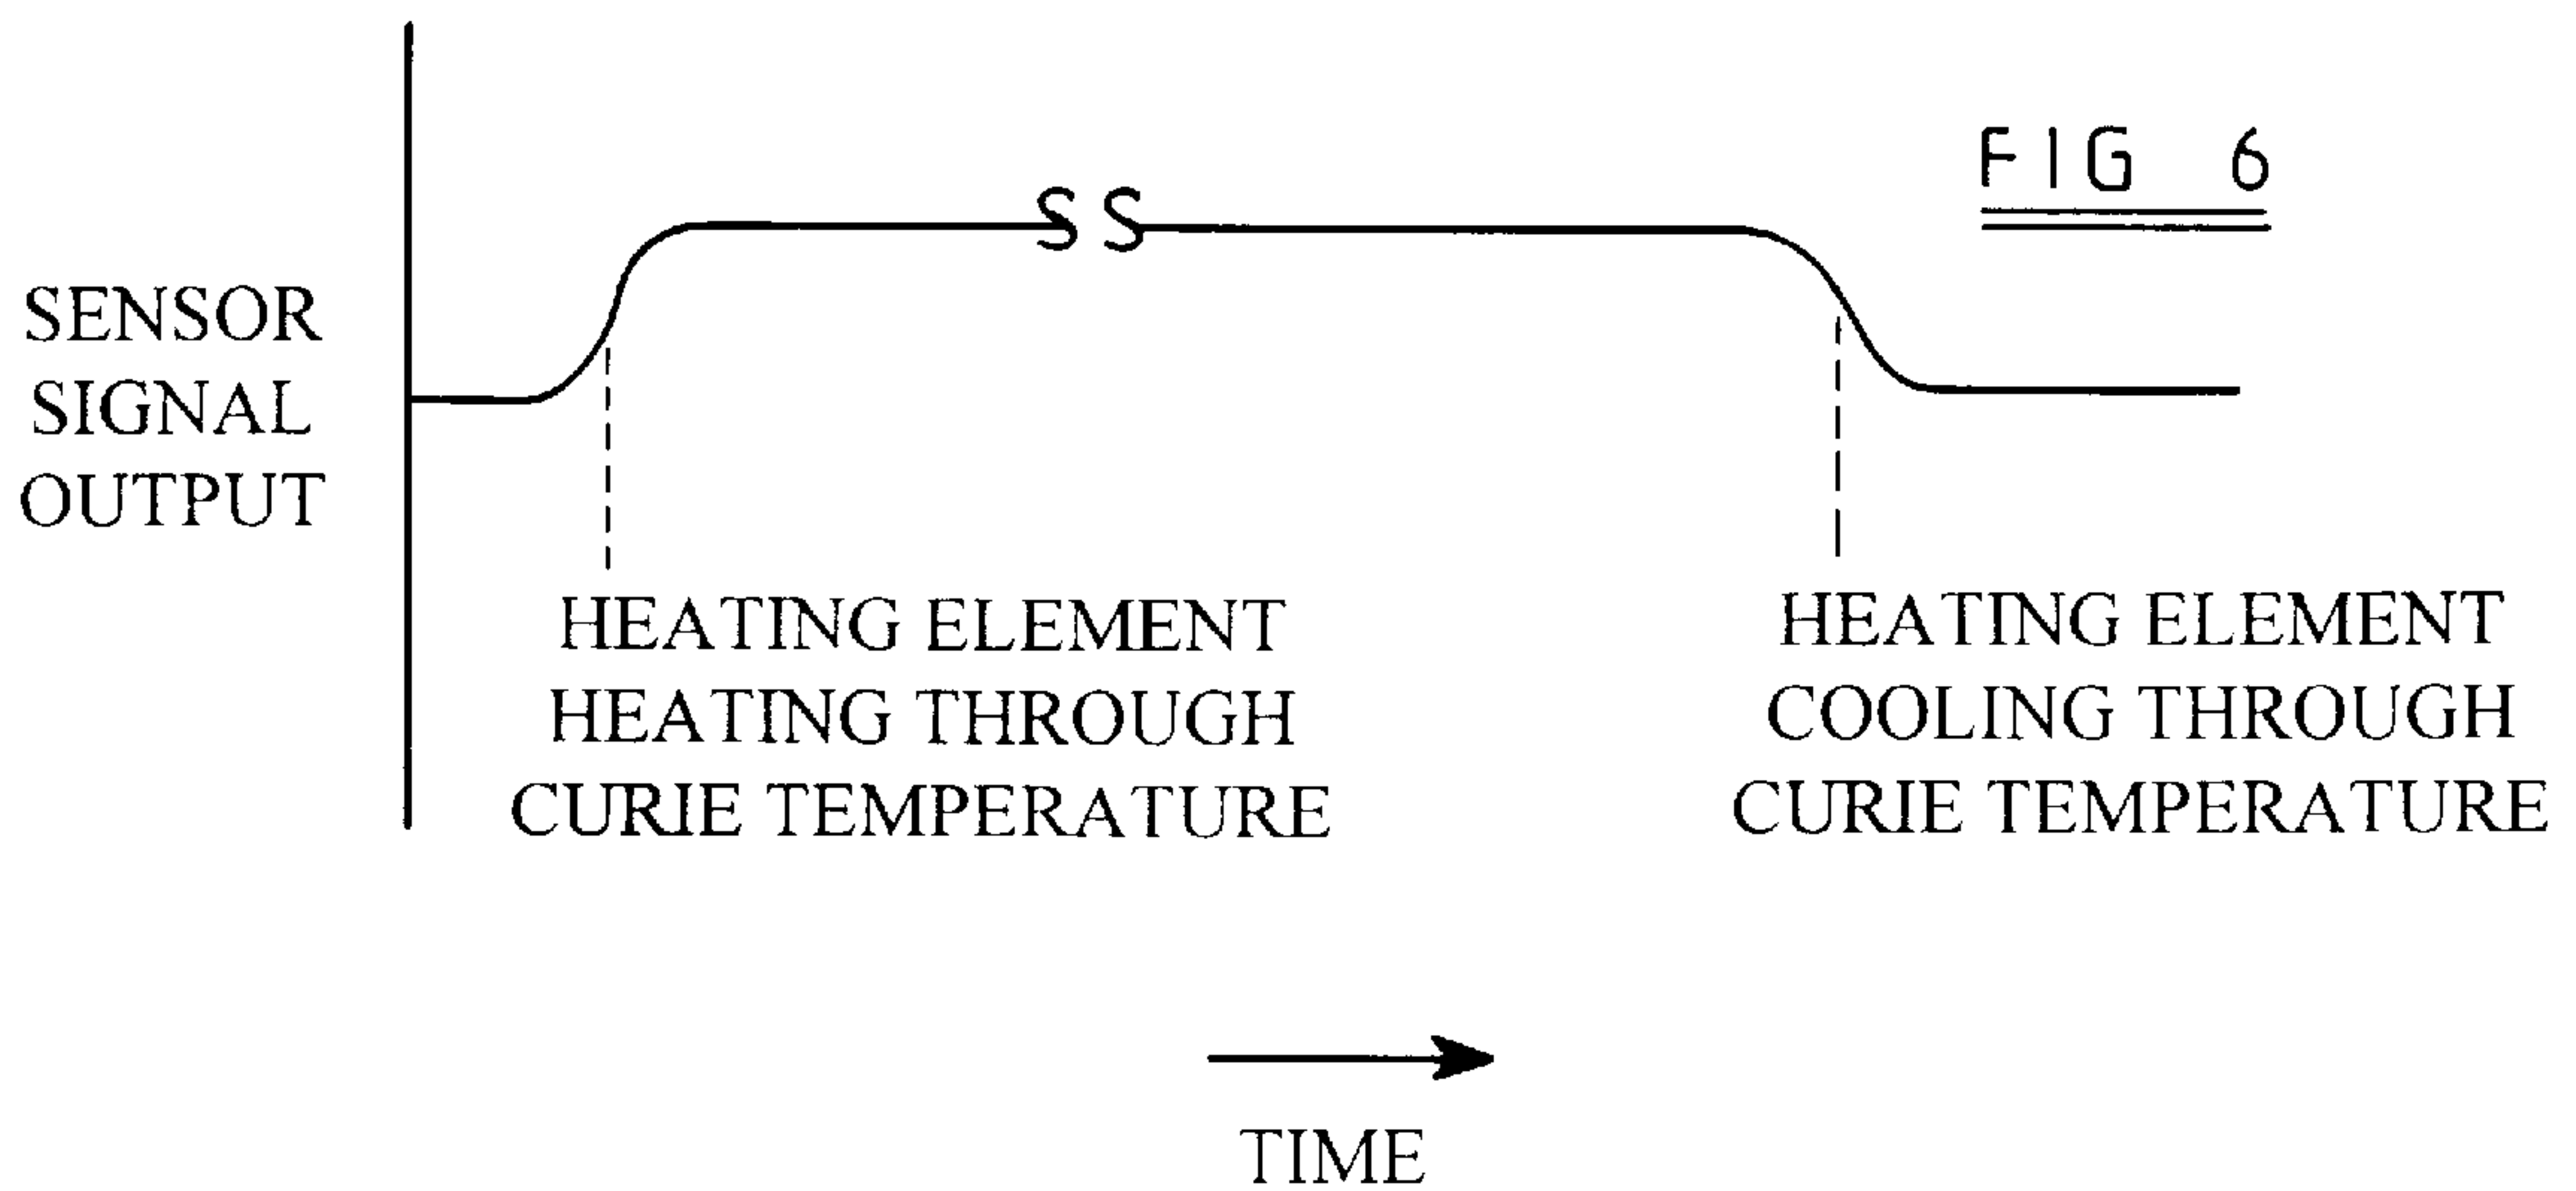 FIG 6
SENSOR
SIGNAL
OUTPUT
HEATING ELEMENT
HEATING THROUGH
CURIE TEMPERATURE
HEATING ELEMENT
COOLING THROUGH
CURIE TEMPERATURE
TIME